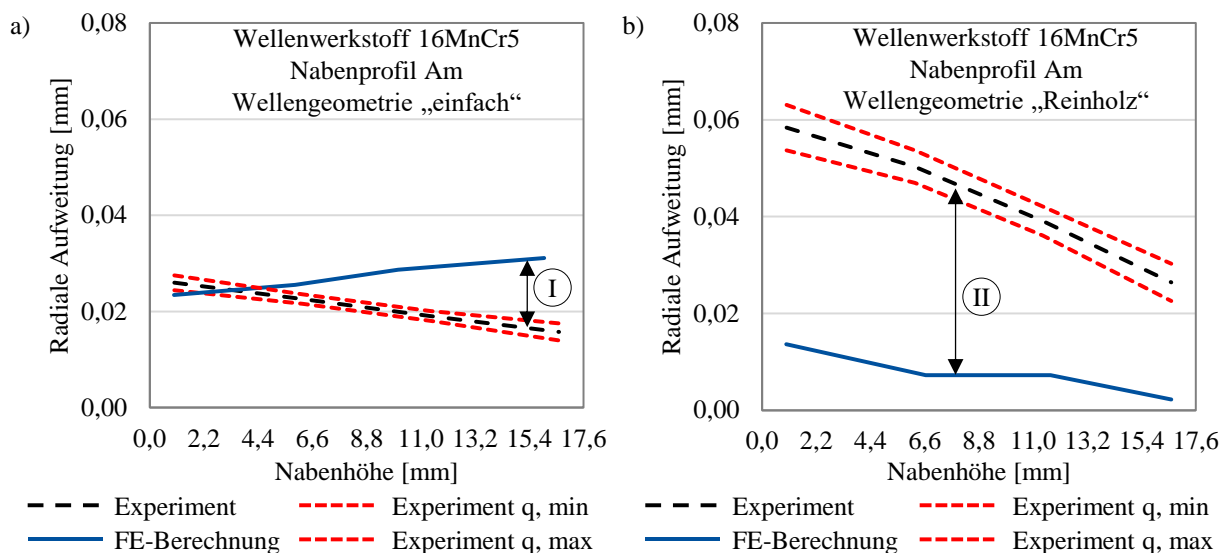 a)
Wellenwerkstoff 16MnCr5
Nabenprofil Am
Wellengeometrie „einfach“
Radiale Aufweitung [mm]
0,08
0,06
0,04
0,02
0,00
I
0,0 2,2 4,4 6,6 8,8 11,0 13,2 15,4 17,6
Nabenhöhe [mm]
Experiment
Experiment q, min
FE-Berechnung
Experiment q, max
b)
Wellenwerkstoff 16MnCr5
Nabenprofil Am
Wellengeometrie „Reinholz“
Radiale Aufweitung [mm]
0,08
0,06
0,04
0,02
0,00
II
0,0 2,2 4,4 6,6 8,8 11,0 13,2 15,4 17,6
Nabenhöhe [mm]
Experiment
Experiment q, min
FE-Berechnung
Experiment q, max